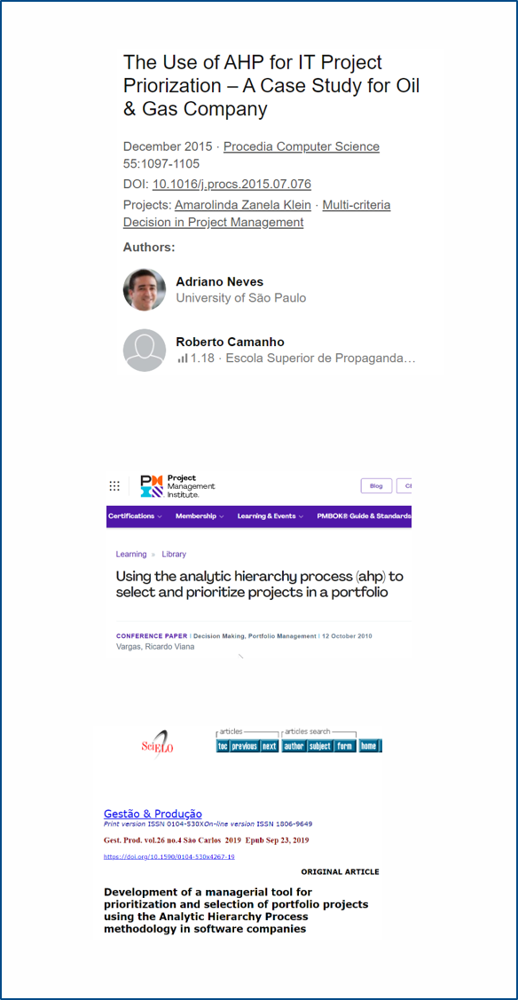 The Use of AHP for IT Project
Priorization – A Case Study for Oil
& Gas Company
December 2015 · Procedia Computer Science
55:1097-1105
DOI: 10.1016/j.procs.2015.07.076
Projects: Amarolinda Zanela Klein · Multi-criteria
Decision in Project Management
Authors:
Adriano Neves
University of São Paulo
Roberto Camanho
1.18 · Escola Superior de Propaganda…
Project
Management
Institute.
Blog
Certifications Membership Learning & Events PMBOK® Guide & Standards
Learning » Library
Using the analytic hierarchy process (ahp) to
select and prioritize projects in a portfolio
CONFERENCE PAPER | Decision Making, Portfolio Management | 12 October 2010
Vargas, Ricardo Viana
SciELO
articles articles search
toc previous next author subject form home
Gestão & Produção
Print version ISSN 0104-530XOn-line version ISSN 1806-9649
Gest. Prod. vol.26 no.4 São Carlos 2019 Epub Sep 23, 2019
https://doi.org/10.1590/0104-530x4267-19
ORIGINAL ARTICLE
Development of a managerial tool for
prioritization and selection of portfolio projects
using the Analytic Hierarchy Process
methodology in software companies